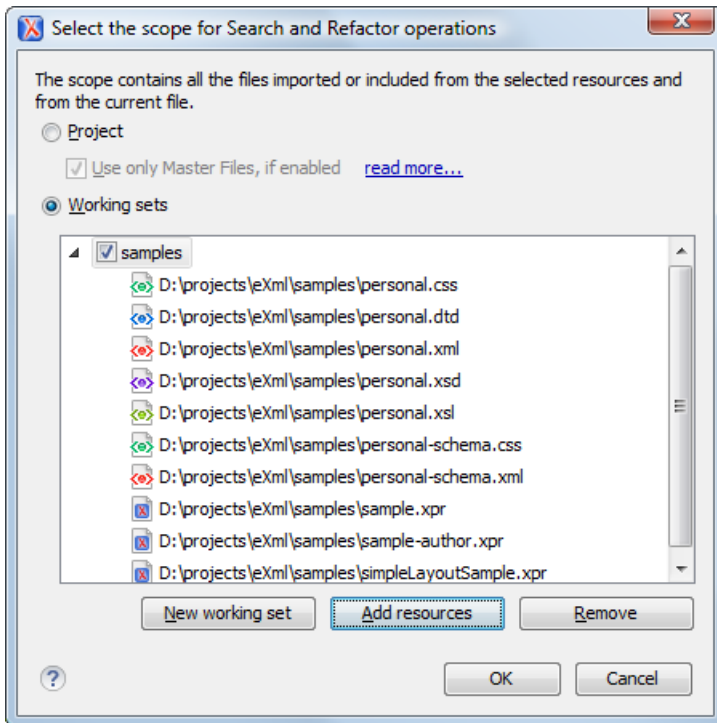 Select the scope for Search and Refactor operations
The scope contains all the files imported or included from the selected resources and
from the current file.
Project
Use only Master Files, if enabled read more...
Working sets
samples
D:\projects\eXml\samples\personal.css
D:\projects\eXml\samples\personal.dtd
D:\projects\eXml\samples\personal.xml
D:\projects\eXml\samples\personal.xsd
D:\projects\eXml\samples\personal.xsl
D:\projects\eXml\samples\personal-schema.css
D:\projects\eXml\samples\personal-schema.xml
D:\projects\eXml\samples\sample.xpr
D:\projects\eXml\samples\sample-author.xpr
D:\projects\eXml\samples\simpleLayoutSample.xpr
New working set Add resources Remove
? OK Cancel